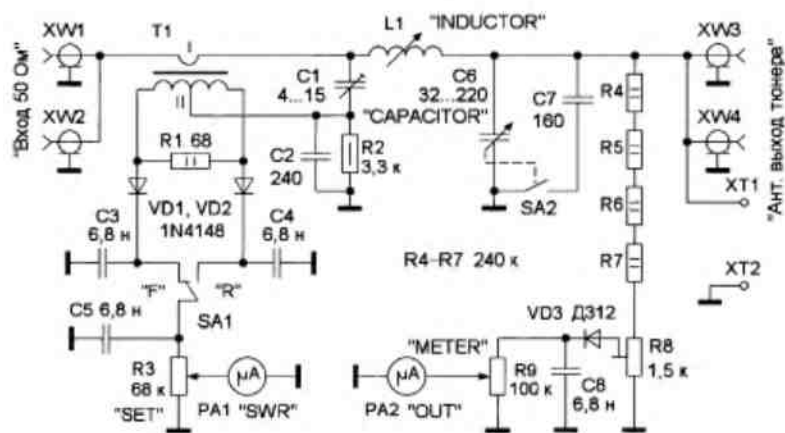 XW1
T1
I
L1
"INDUCTOR"
XW3
"Вход 50 Ом"
XW2
II
C1
4...15
"CAPACITOR"
C6
32...220
C7
160
R4
XW4
"Ант. выход тюнера"
R1 68
C2
240
R2
3,3 к
R5
XT1
SA2
R6
VD1, VD2
1N4148
C3
6,8 н
C4
6,8 н
R4–R7 240 к
R7
XT2
"F"
"R"
SA1
C5 6,8 н
VD3 Д312
R3
68 к
"SET"
μA
PA1 "SWR"
μA
PA2 "OUT"
"METER"
R9
100 к
C8
6,8 н
R8
1,5 к